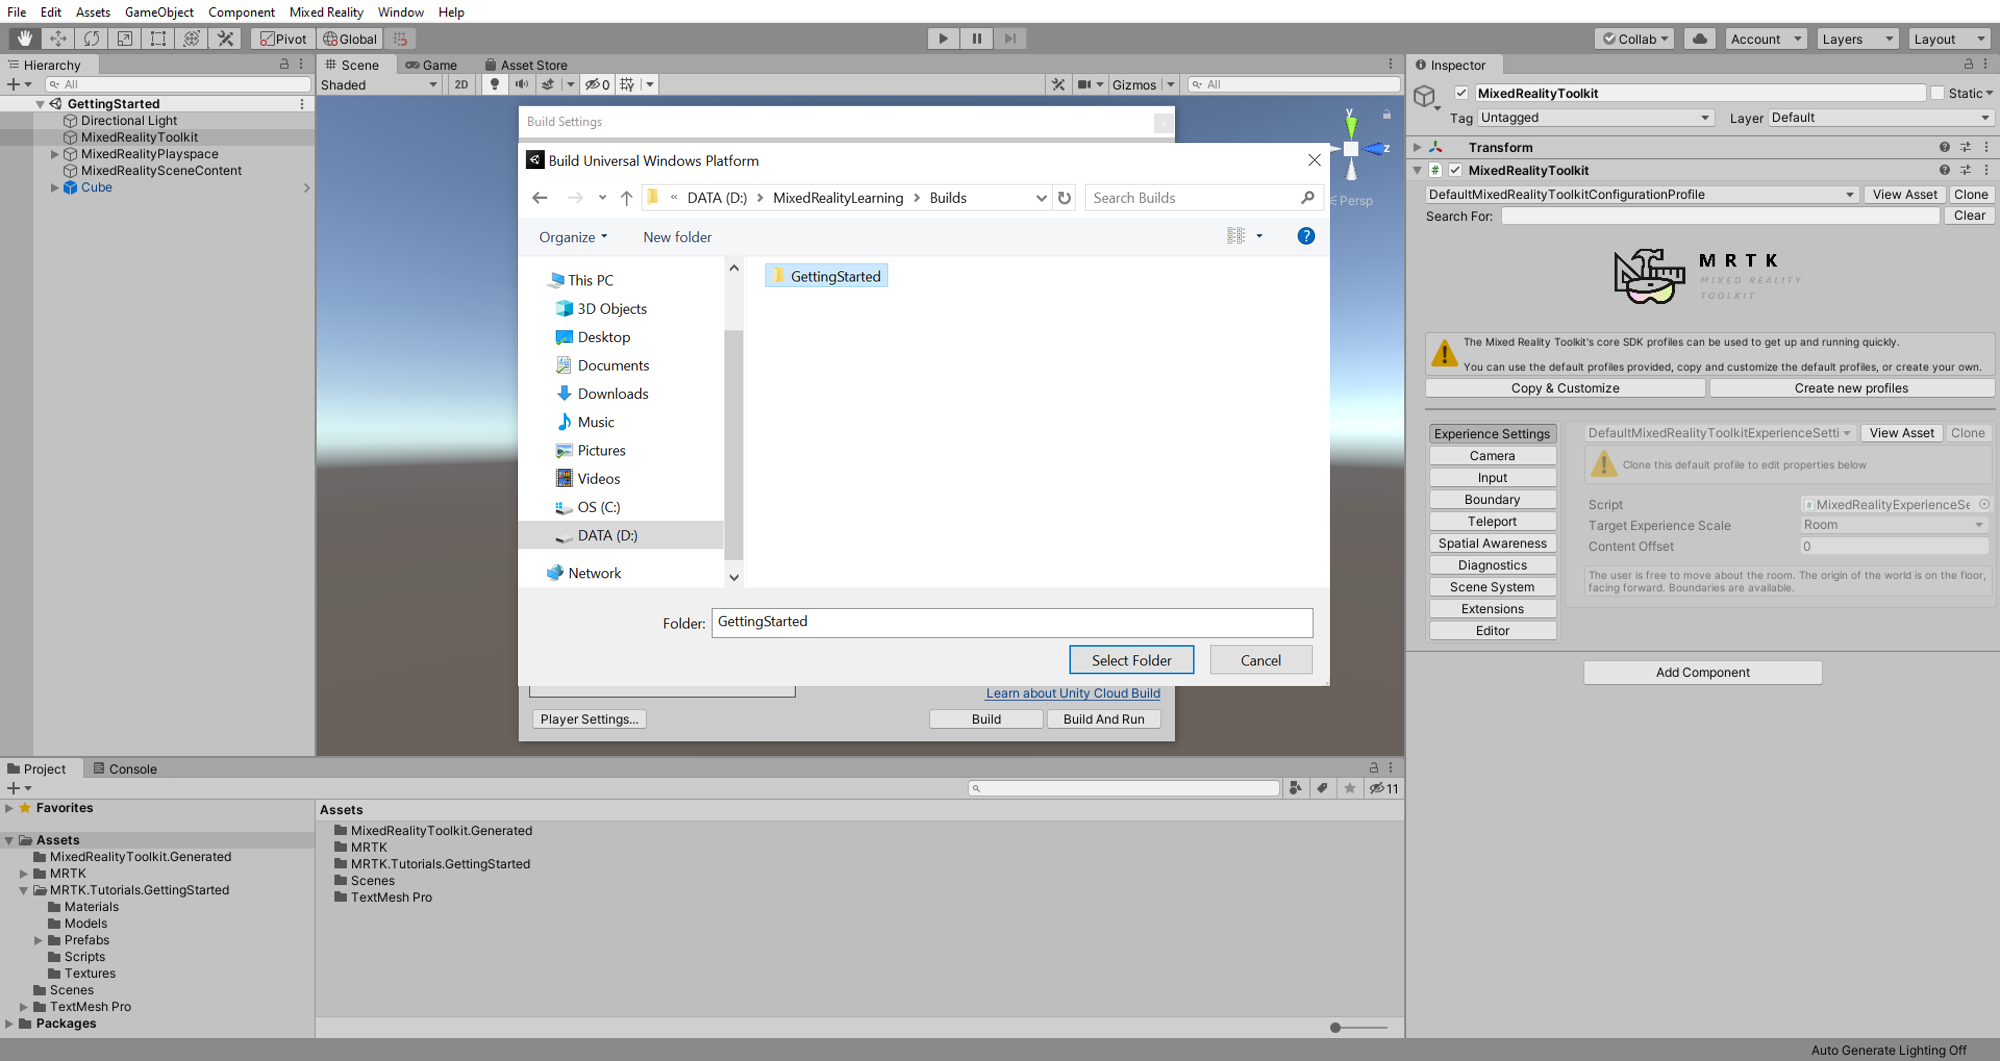 File Edit Assets GameObject Component Mixed Reality Window Help
Pivot Global Collab Account Layers Layout
Hierarchy
All
GettingStarted
Directional Light
MixedRealityToolkit
MixedRealityPlayspace
MixedRealitySceneContent
Cube
Scene Game Asset Store
Shaded 2D 0 Gizmos All
y
z
Persp
Build Settings
Build Universal Windows Platform
« DATA (D:) > MixedRealityLearning > Builds
Search Builds
Organize New folder
This PC
3D Objects
Desktop
Documents
Downloads
Music
Pictures
Videos
OS (C:)
DATA (D:)
Network
GettingStarted
Folder: GettingStarted
Select Folder Cancel
Learn about Unity Cloud Build
Player Settings... Build Build And Run
Inspector
MixedRealityToolkit Static
Tag Untagged Layer Default
Transform
MixedRealityToolkit
DefaultMixedRealityToolkitConfigurationProfile View Asset Clone
Search For: Clear
MRTK
MIXED REALITY
TOOLKIT
The Mixed Reality Toolkit's core SDK profiles can be used to get up and running quickly.
You can use the default profiles provided, copy and customize the default profiles, or create your own.
Copy & Customize Create new profiles
Experience Settings
Camera
Input
Boundary
Teleport
Spatial Awareness
Diagnostics
Scene System
Extensions
Editor
DefaultMixedRealityToolkitExperienceSetti View Asset Clone
Clone this default profile to edit properties below
Script MixedRealityExperienceSe
Target Experience Scale Room
Content Offset 0
The user is free to move about the room. The origin of the world is on the floor,
facing forward. Boundaries are available.
Add Component
Project Console
11
Favorites
Assets
MixedRealityToolkit.Generated
MRTK
MRTK.Tutorials.GettingStarted
Materials
Models
Prefabs
Scripts
Textures
Scenes
TextMesh Pro
Packages
Assets
MixedRealityToolkit.Generated
MRTK
MRTK.Tutorials.GettingStarted
Scenes
TextMesh Pro
Auto Generate Lighting Off